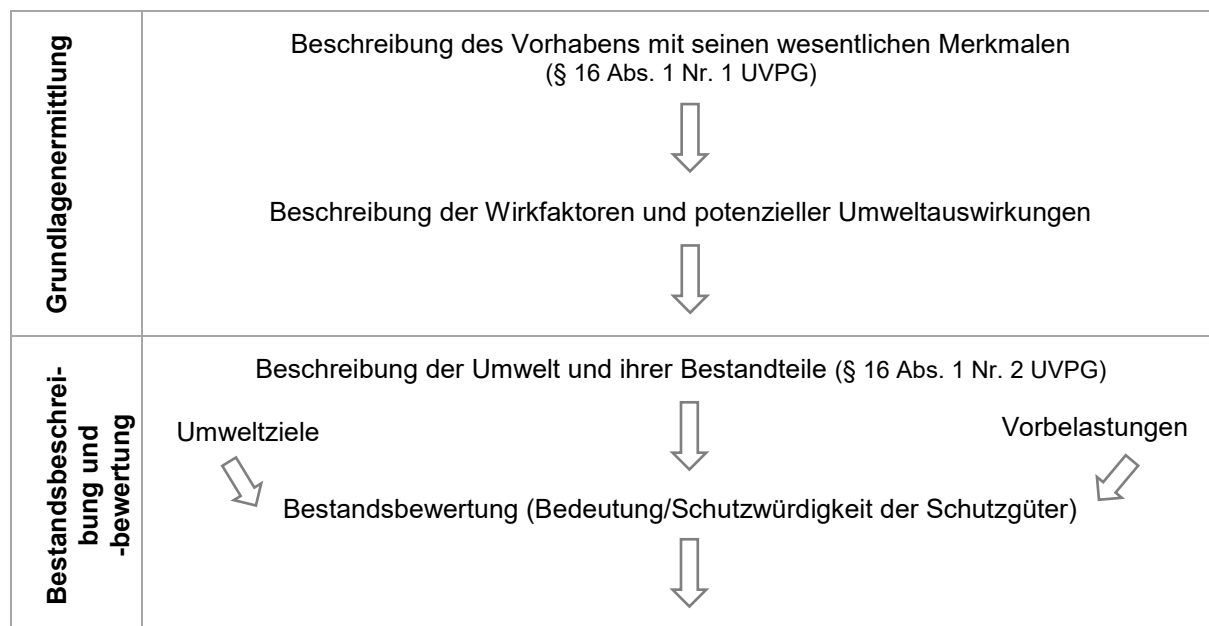 Grundlagenermittlung
Beschreibung des Vorhabens mit seinen wesentlichen Merkmalen
(§ 16 Abs. 1 Nr. 1 UVPG)
Beschreibung der Wirkfaktoren und potenzieller Umweltauswirkungen
Bestandsbeschrei-
bung und
-bewertung
Beschreibung der Umwelt und ihrer Bestandteile (§ 16 Abs. 1 Nr. 2 UVPG)
Umweltziele
Vorbelastungen
Bestandsbewertung (Bedeutung/Schutzwürdigkeit der Schutzgüter)